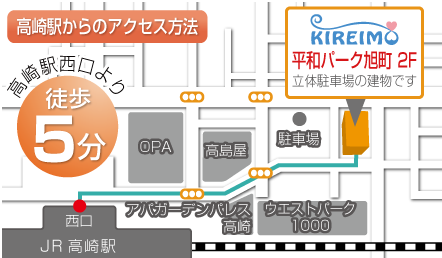 高崎駅からのアクセス方法
KIREIMO
平和パーク旭町 2F
立体駐車場の建物です
高崎駅西口より
徒歩
5分
OPA
高島屋
駐車場
西口
アパガーデンパレス
高崎
ウエストパーク
1000
JR 高崎駅